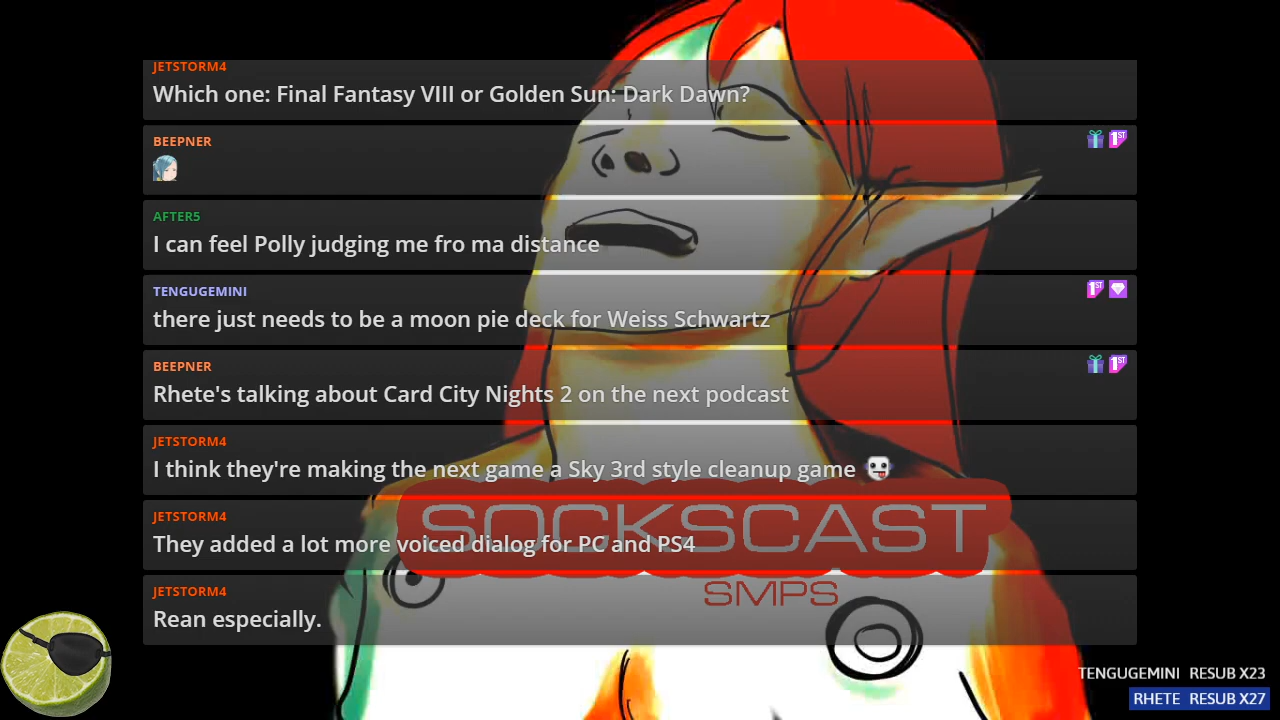 JETSTORM4
Which one: Final Fantasy VIII or Golden Sun: Dark Dawn?
BEEPNER
1ST
AFTER5
I can feel Polly judging me fro ma distance
TENGUGEMINI
1ST
there just needs to be a moon pie deck for Weiss Schwartz
BEEPNER
1ST
Rhete's talking about Card City Nights 2 on the next podcast
JETSTORM4
I think they're making the next game a Sky 3rd style cleanup game
JETSTORM4
They added a lot more voiced dialog for PC and PS4
JETSTORM4
Rean especially.
SOCKSCAST
SMPS
TENGUGEMINI RESUB X23
RHETE RESUB X27